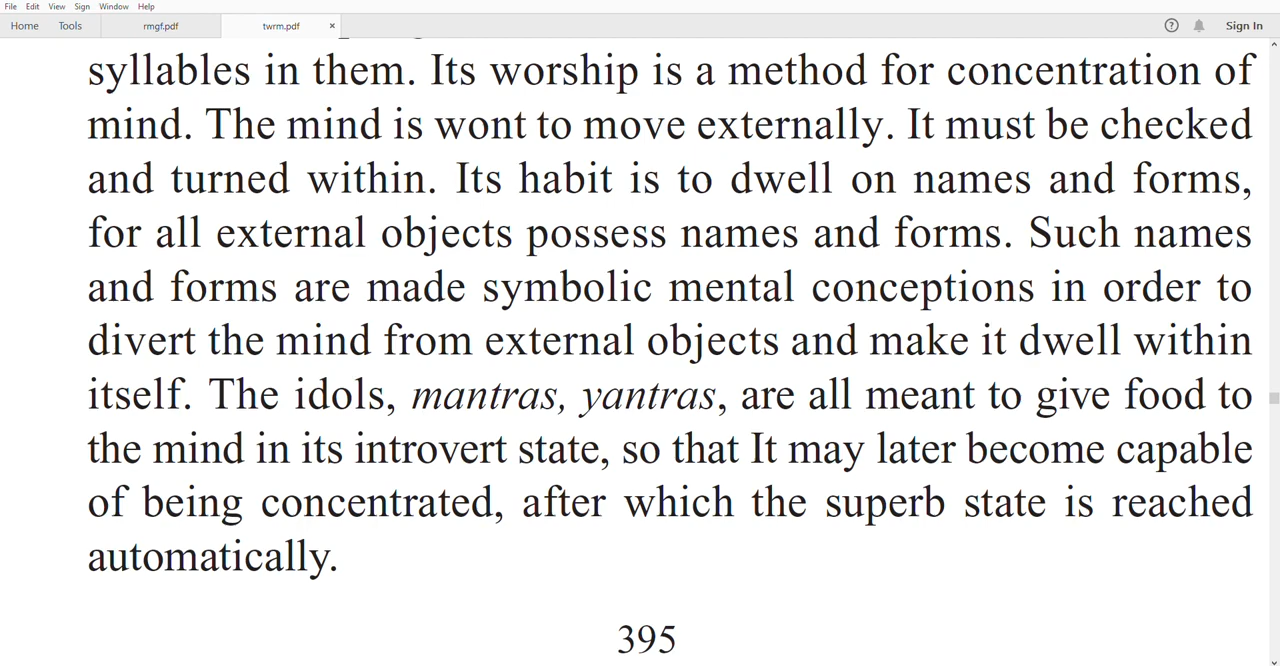 File Edit View Sign Window Help
Home Tools rmgf.pdf twrm.pdf × ? Sign In
syllables in them. Its worship is a method for concentration of
mind. The mind is wont to move externally. It must be checked
and turned within. Its habit is to dwell on names and forms,
for all external objects possess names and forms. Such names
and forms are made symbolic mental conceptions in order to
divert the mind from external objects and make it dwell within
itself. The idols, mantras, yantras, are all meant to give food to
the mind in its introvert state, so that It may later become capable
of being concentrated, after which the superb state is reached
automatically.
395